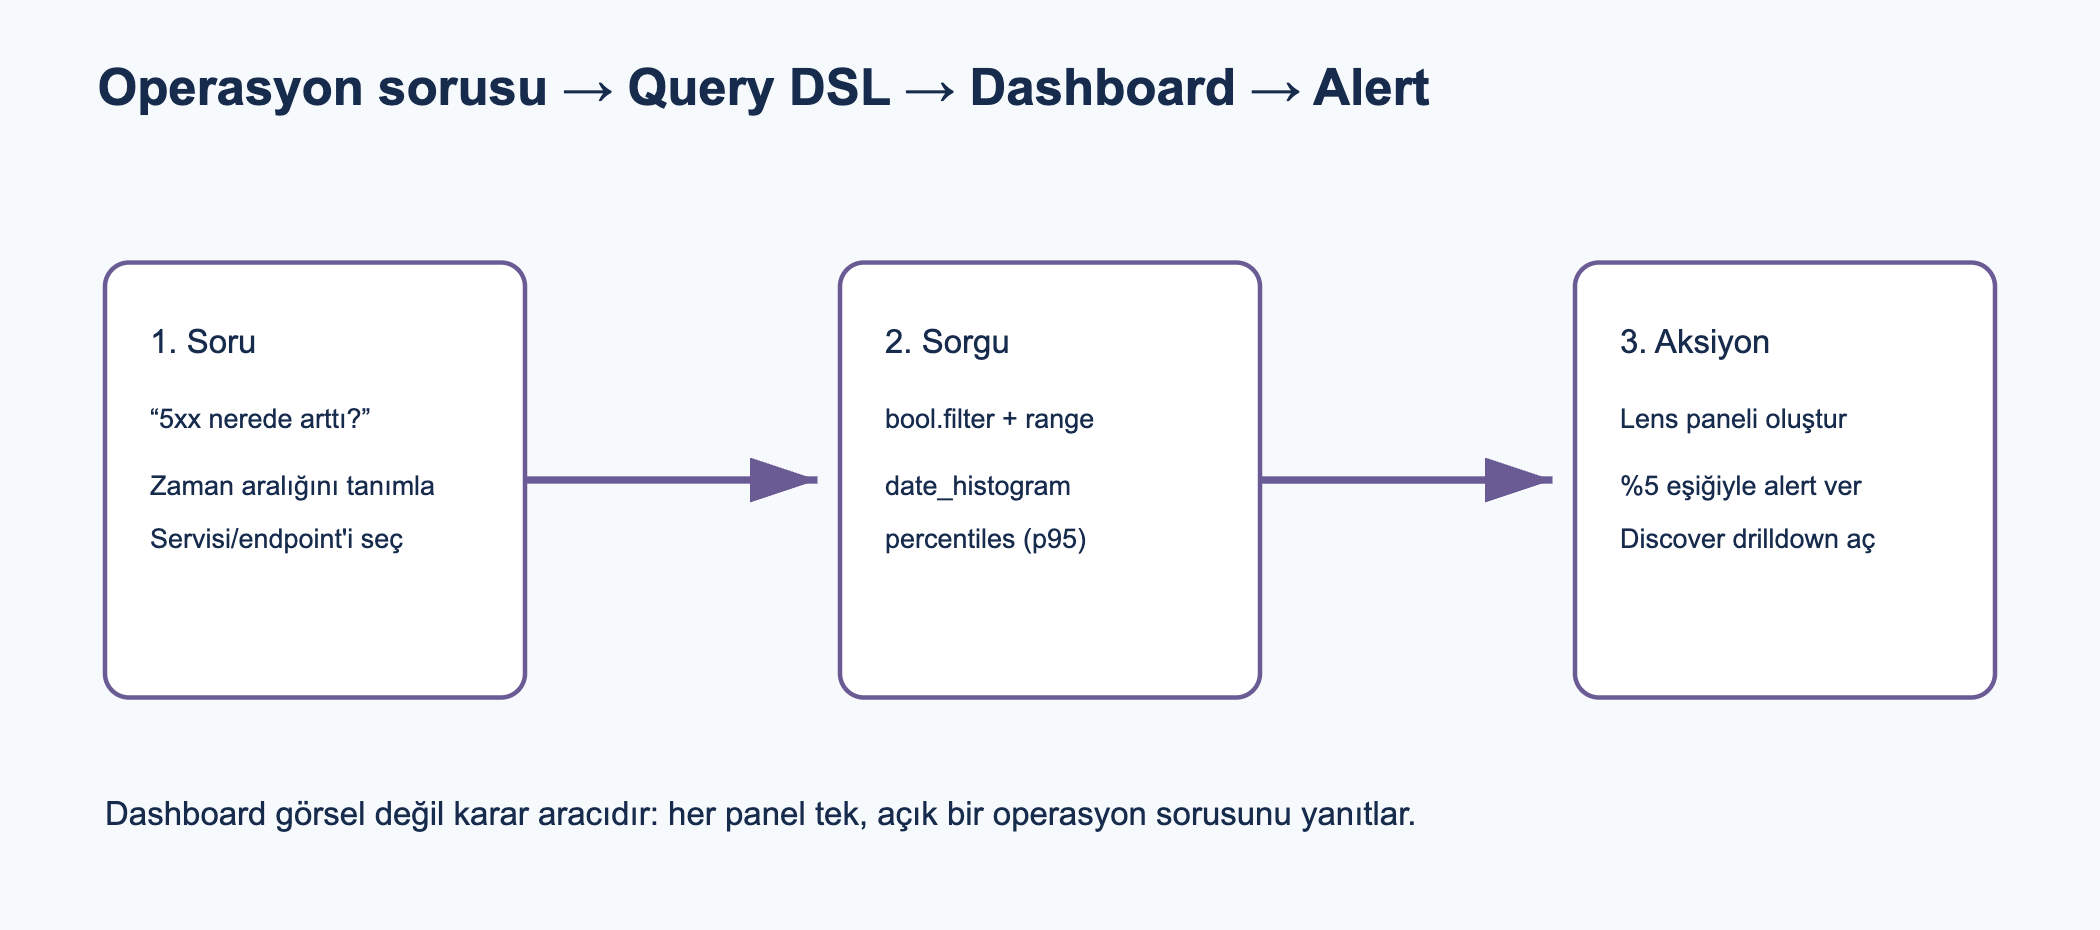 Operasyon sorusu → Query DSL → Dashboard → Alert
1. Soru
“5xx nerede arttı?”
Zaman aralığını tanımla
Servisi/endpoint'i seç
2. Sorgu
bool.filter + range
date_histogram
percentiles (p95)
3. Aksiyon
Lens paneli oluştur
%5 eşiğiyle alert ver
Discover drilldown aç
Dashboard görsel değil karar aracıdır: her panel tek, açık bir operasyon sorusunu yanıtlar.